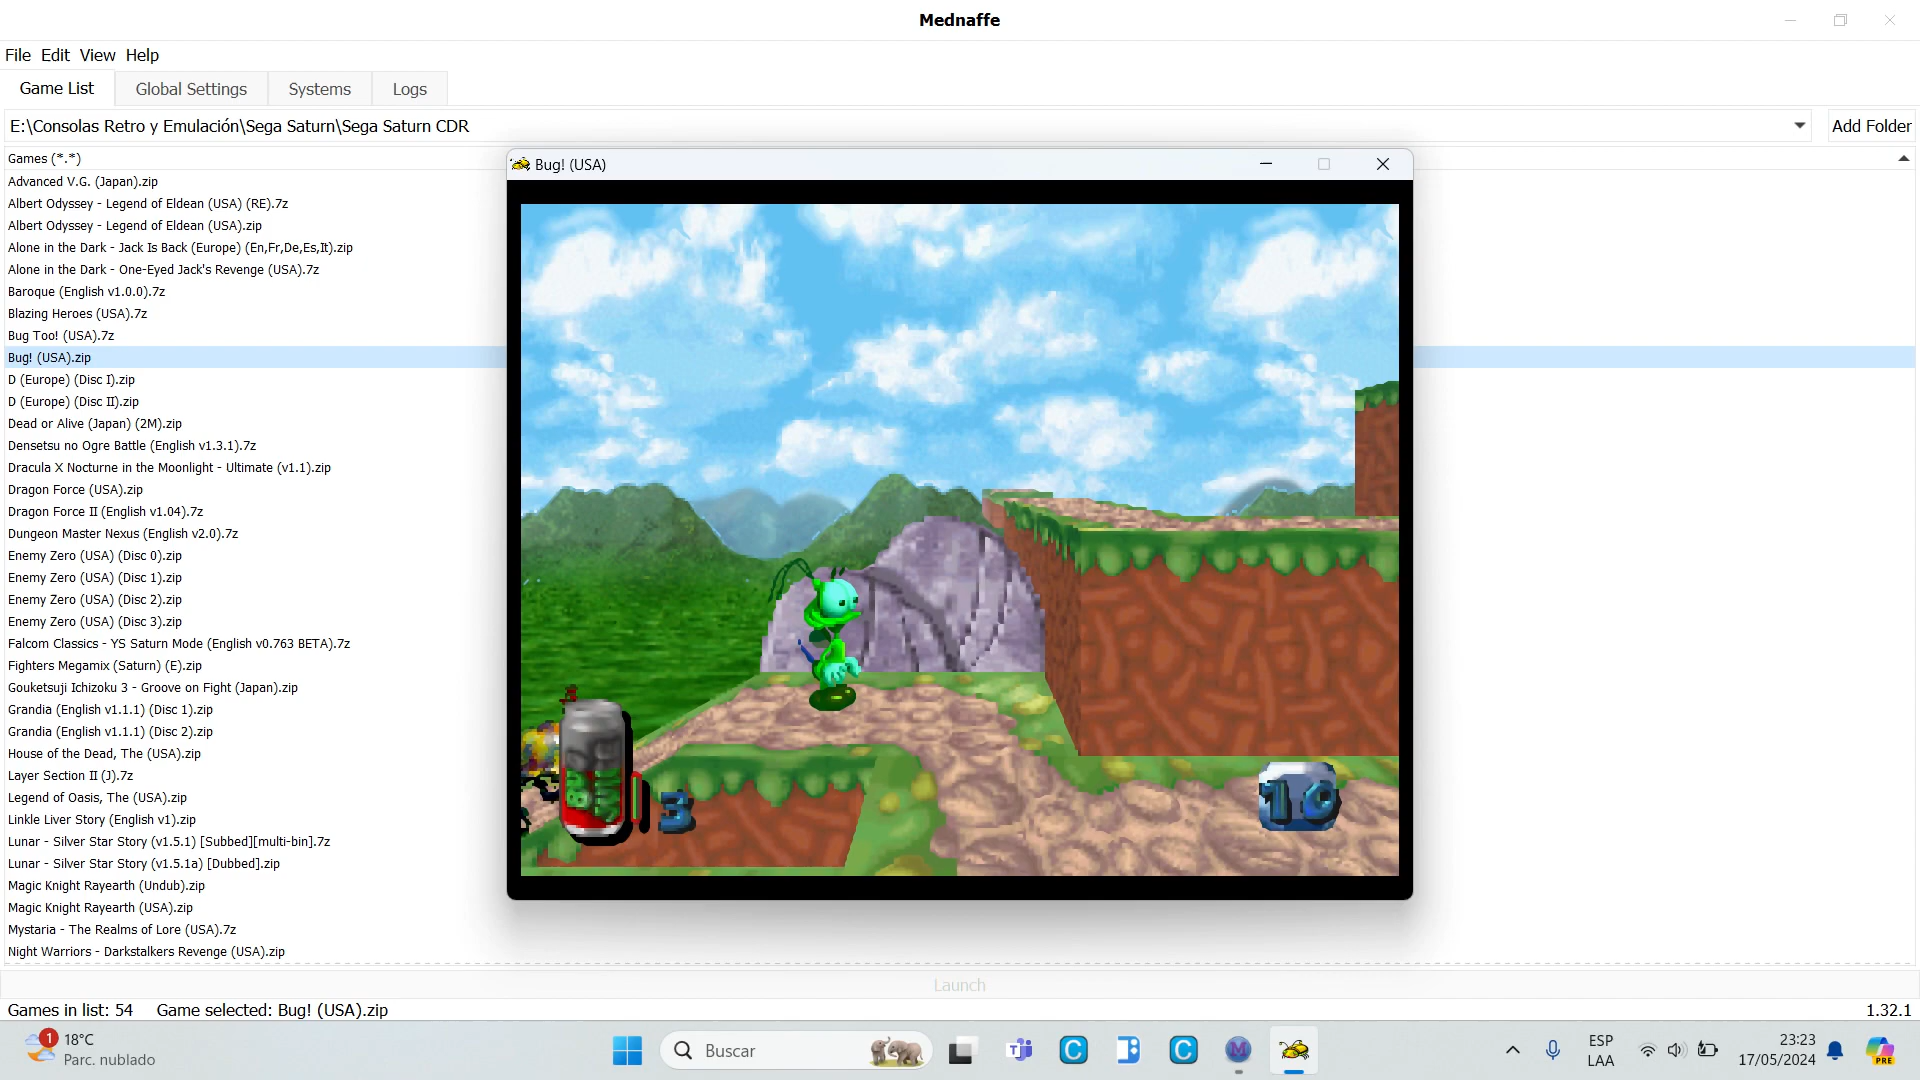 Mednaffe
File Edit View Help
Game List Global Settings Systems Logs
E:\Consolas Retro y Emulación\Sega Saturn\Sega Saturn CDR
Add Folder
Games (*.*)
Advanced V.G. (Japan).zip
Albert Odyssey - Legend of Eldean (USA) (RE).7z
Albert Odyssey - Legend of Eldean (USA).zip
Alone in the Dark - Jack Is Back (Europe) (En,Fr,De,Es,It).zip
Alone in the Dark - One-Eyed Jack's Revenge (USA).7z
Baroque (English v1.0.0).7z
Blazing Heroes (USA).7z
Bug Too! (USA).7z
Bug! (USA).zip
D (Europe) (Disc I).zip
D (Europe) (Disc II).zip
Dead or Alive (Japan) (2M).zip
Densetsu no Ogre Battle (English v1.3.1).7z
Dracula X Nocturne in the Moonlight - Ultimate (v1.1).zip
Dragon Force (USA).zip
Dragon Force II (English v1.04).7z
Dungeon Master Nexus (English v2.0).7z
Enemy Zero (USA) (Disc 0).zip
Enemy Zero (USA) (Disc 1).zip
Enemy Zero (USA) (Disc 2).zip
Enemy Zero (USA) (Disc 3).zip
Falcom Classics - YS Saturn Mode (English v0.763 BETA).7z
Fighters Megamix (Saturn) (E).zip
Gouketsuji Ichizoku 3 - Groove on Fight (Japan).zip
Grandia (English v1.1.1) (Disc 1).zip
Grandia (English v1.1.1) (Disc 2).zip
House of the Dead, The (USA).zip
Layer Section II (J).7z
Legend of Oasis, The (USA).zip
Linkle Liver Story (English v1).zip
Lunar - Silver Star Story (v1.5.1) [Subbed][multi-bin].7z
Lunar - Silver Star Story (v1.5.1a) [Dubbed].zip
Magic Knight Rayearth (Undub).zip
Magic Knight Rayearth (USA).zip
Mystaria - The Realms of Lore (USA).7z
Night Warriors - Darkstalkers Revenge (USA).zip
Bug! (USA)
3
10
Launch
Games in list: 54 Game selected: Bug! (USA).zip
1.32.1
1
18°C
Parc. nublado
Buscar
ESP
LAA
23:23
17/05/2024
PRE